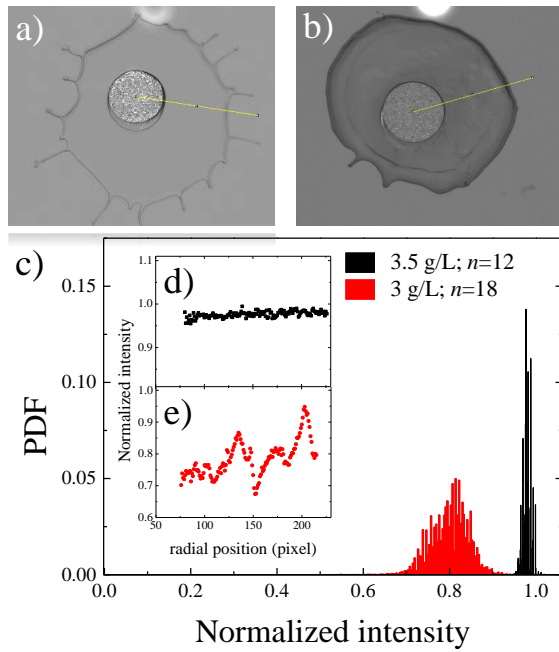 a)
b)
c)
3.5 g/L; n=12
3 g/L; n=18
d)
e)
PDF
0.15
0.10
0.05
0.00
0.0
0.2
0.4
0.6
0.8
1.0
Normalized intensity
Normalized intensity
1.1
1.0
0.9
1.0
0.9
0.8
0.7
0.6
50
100
150
200
radial position (pixel)